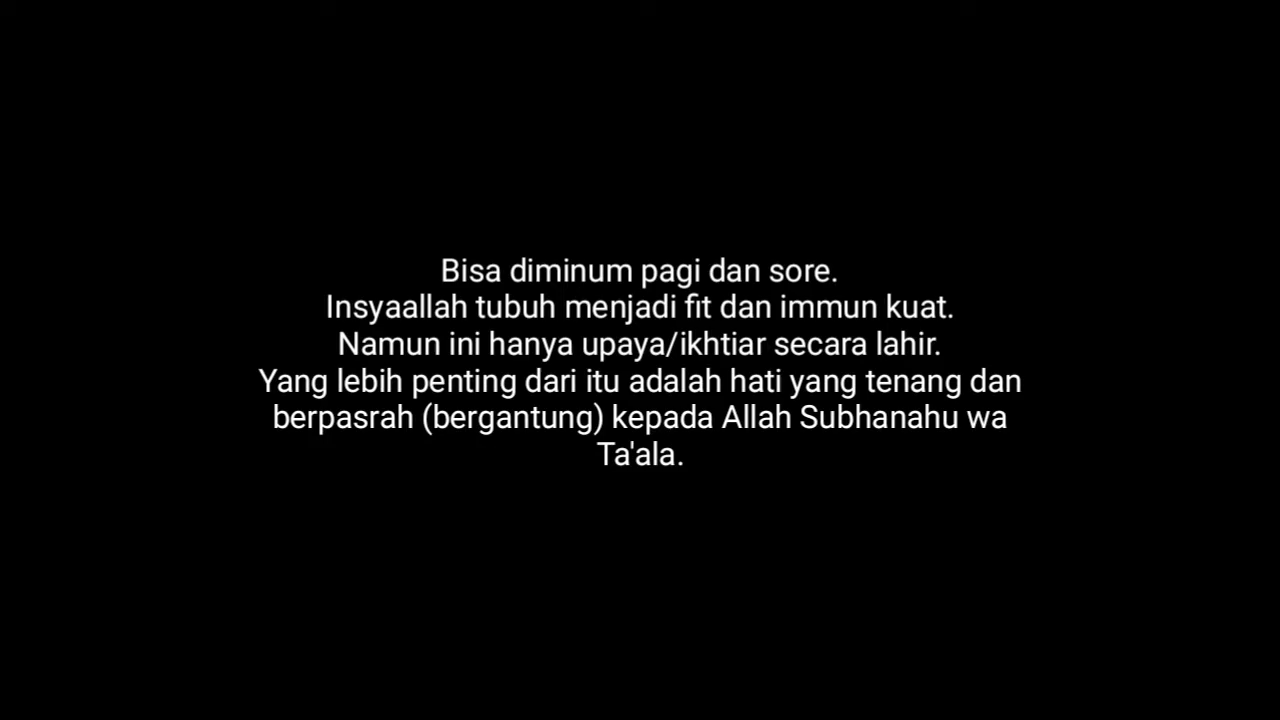 Bisa diminum pagi dan sore.
Insyaallah tubuh menjadi fit dan immun kuat.
Namun ini hanya upaya/ikhtiar secara lahir.
Yang lebih penting dari itu adalah hati yang tenang dan
berpasrah (bergantung) kepada Allah Subhanahu wa
Ta'ala.